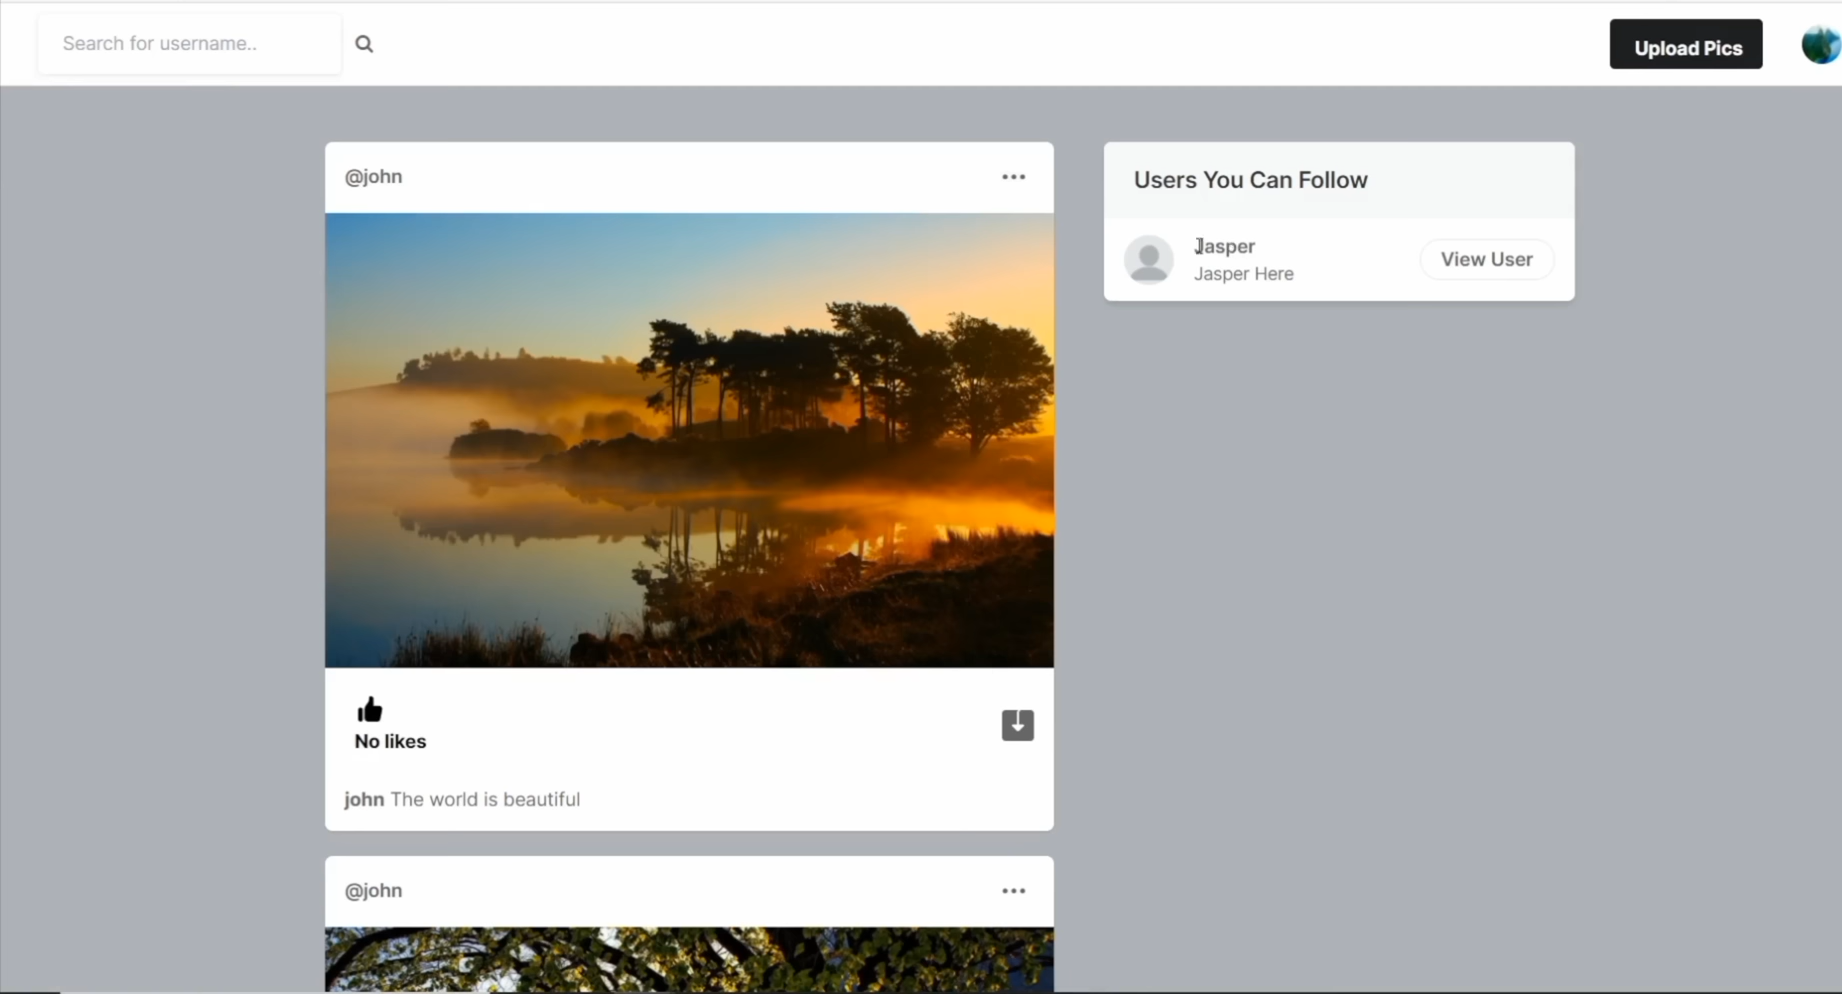 Search for username..
Upload Pics
@john
Users You Can Follow
Jasper
Jasper Here
View User
No likes
john The world is beautiful
@john